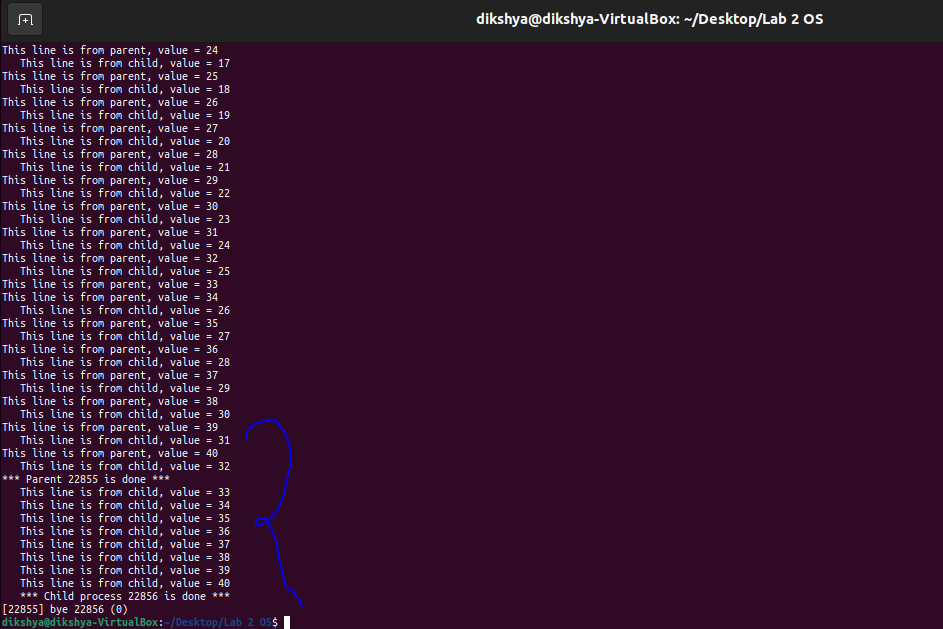 dikshya@dikshya-VirtualBox: ~/Desktop/Lab 2 OS
This line is from parent, value = 24
This line is from child, value = 17
This line is from parent, value = 25
This line is from child, value = 18
This line is from parent, value = 26
This line is from child, value = 19
This line is from parent, value = 27
This line is from child, value = 20
This line is from parent, value = 28
This line is from child, value = 21
This line is from parent, value = 29
This line is from child, value = 22
This line is from parent, value = 30
This line is from child, value = 23
This line is from parent, value = 31
This line is from child, value = 24
This line is from parent, value = 32
This line is from child, value = 25
This line is from parent, value = 33
This line is from parent, value = 34
This line is from child, value = 26
This line is from parent, value = 35
This line is from child, value = 27
This line is from parent, value = 36
This line is from child, value = 28
This line is from parent, value = 37
This line is from child, value = 29
This line is from parent, value = 38
This line is from child, value = 30
This line is from parent, value = 39
This line is from child, value = 31
This line is from parent, value = 40
This line is from child, value = 32
*** Parent 22855 is done ***
This line is from child, value = 33
This line is from child, value = 34
This line is from child, value = 35
This line is from child, value = 36
This line is from child, value = 37
This line is from child, value = 38
This line is from child, value = 39
This line is from child, value = 40
*** Child process 22856 is done ***
[22855] bye 22856 (0)
dikshya@dikshya-VirtualBox:~/Desktop/Lab 2 OS$